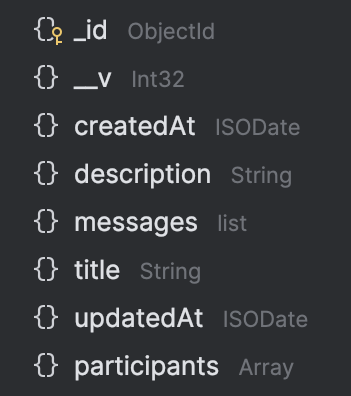 _id ObjectId
__v Int32
createdAt ISODate
description String
messages list
title String
updatedAt ISODate
participants Array